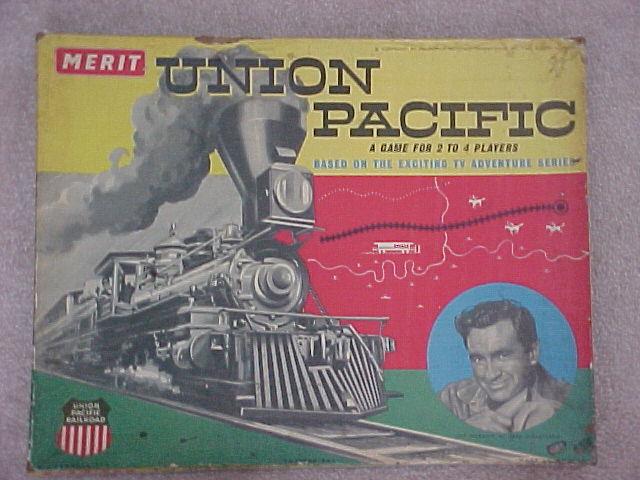 MERIT
UNION
PACIFIC
A GAME FOR 2 TO 4 PLAYERS
BASED ON THE EXCITING TV ADVENTURE SERIES
UNION
PACIFIC
RAILROAD